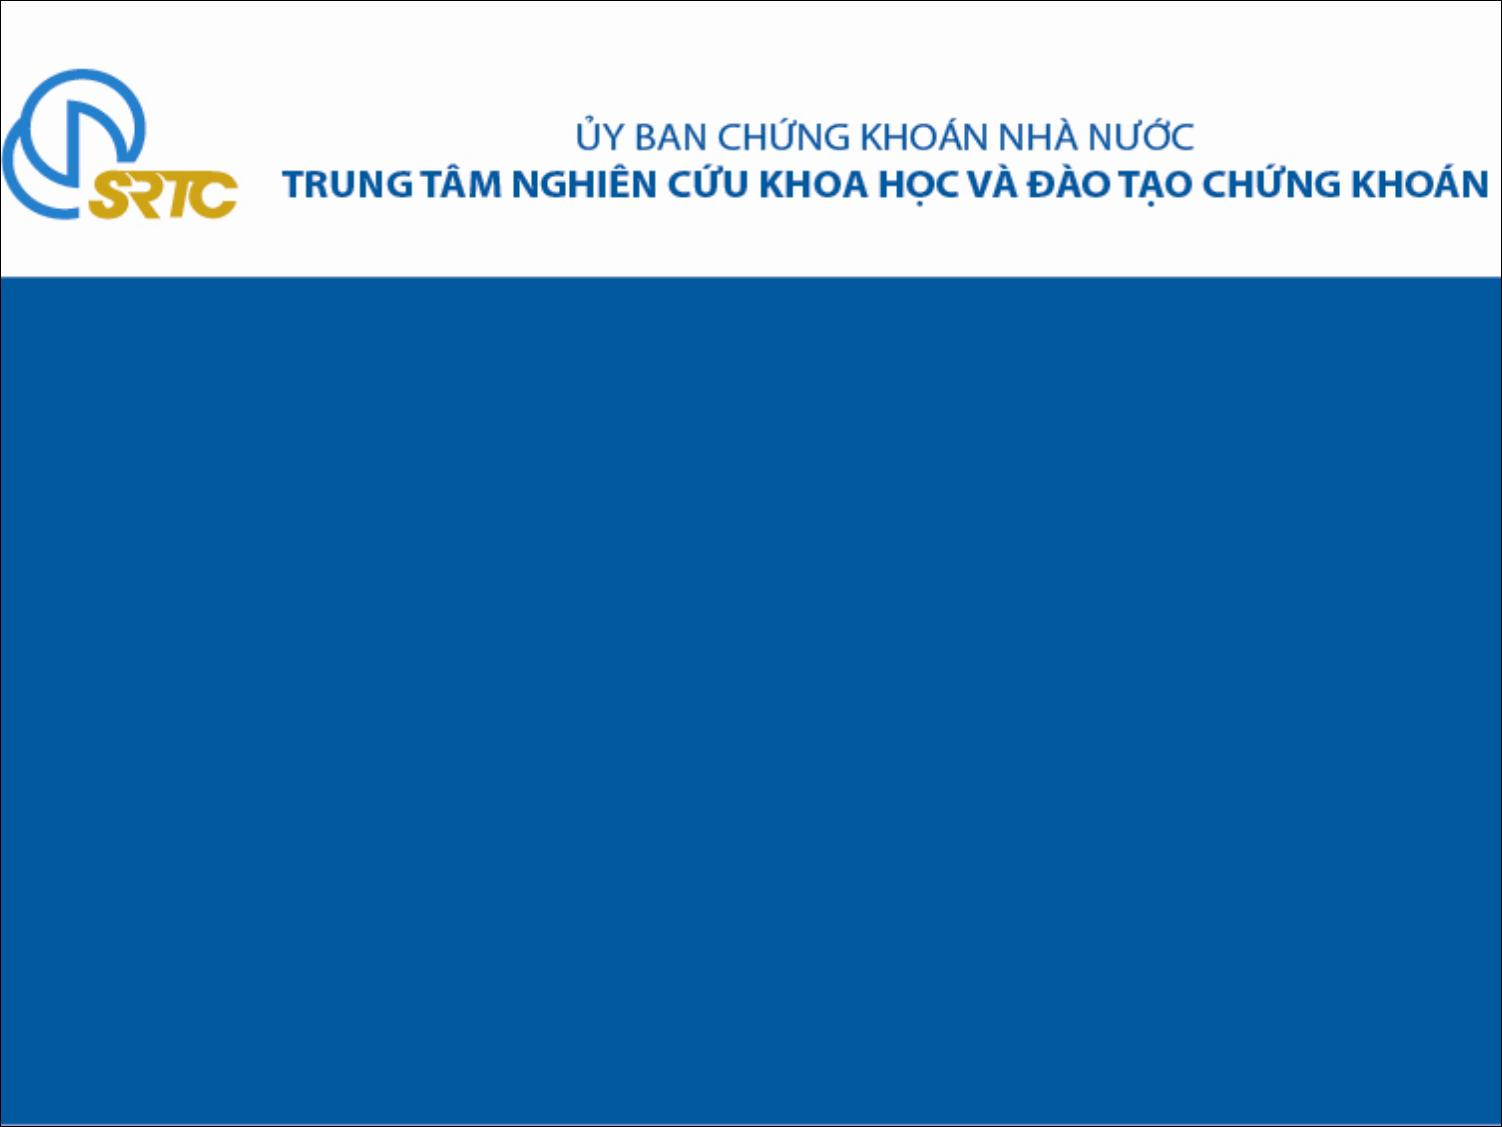 SRTC
ỦY BAN CHỨNG KHOÁN NHÀ NƯỚC
TRUNG TÂM NGHIÊN CỨU KHOA HỌC VÀ ĐÀO TẠO CHỨNG KHOÁN